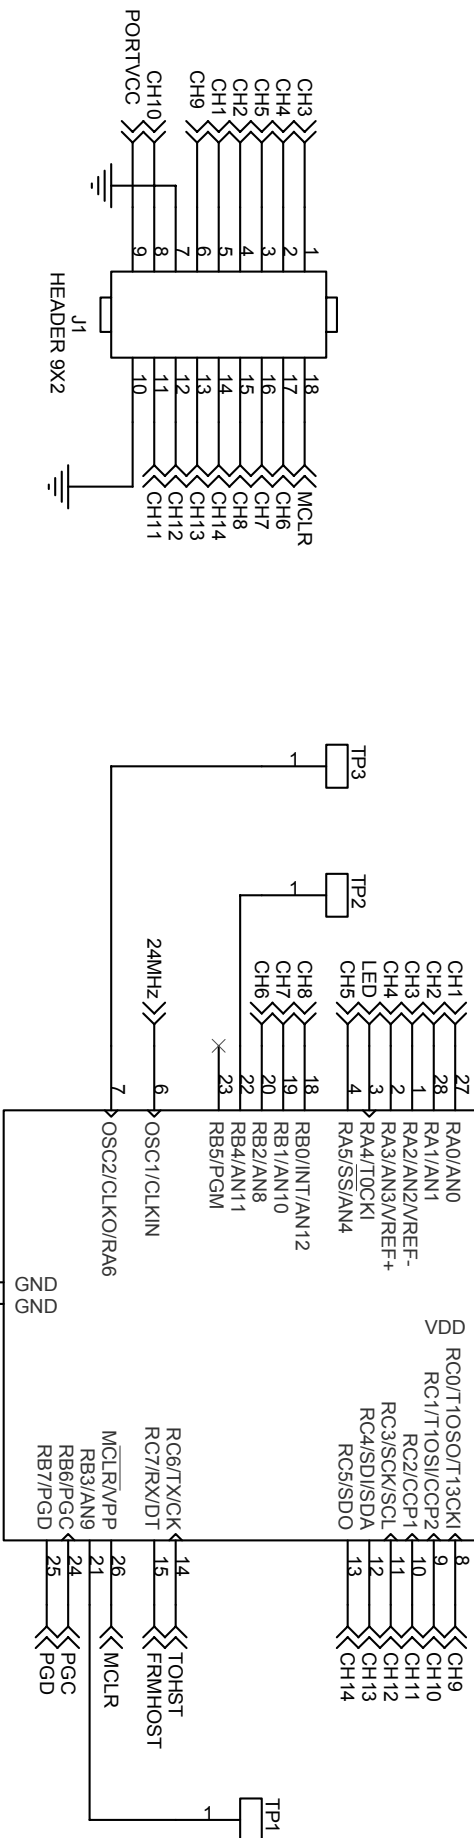 CH3
CH4
CH5
CH2
CH1
CH9
CH10
PORTVCC
1
2
3
4
5
6
7
8
9
J1
HEADER 9X2
18
17
16
15
14
13
12
11
10
MCLR
CH6
CH7
CH8
CH14
CH13
CH12
CH11
TP3
1
TP2
1
CH1
CH2
CH3
CH4
LED
CH5
CH8
CH7
CH6
24MHz
27
28
1
2
3
4
18
19
20
22
23
6
7
RA0/AN0
RA1/AN1
RA2/AN2/VREF-
RA3/AN3/VREF+
RA4/T0CKI
RA5/SS/AN4
RB0/INT/AN12
RB1/AN10
RB2/AN8
RB4/AN11
RB5/PGM
OSC1/CLKIN
OSC2/CLKO/RA6
GND
GND
VDD
RC0/T1OSO/T13CKI
RC1/T1OSI/CCP2
RC2/CCP1
RC3/SCK/SCL
RC4/SDI/SDA
RC5/SDO
RC6/TX/CK
RC7/RX/DT
MCLR/VPP
RB3/AN9
RB6/PGC
RB7/PGD
8
9
10
11
12
13
14
15
26
21
24
25
CH9
CH10
CH11
CH12
CH13
CH14
TOHST
FRMHOST
MCLR
PGC
PGD
TP1
1